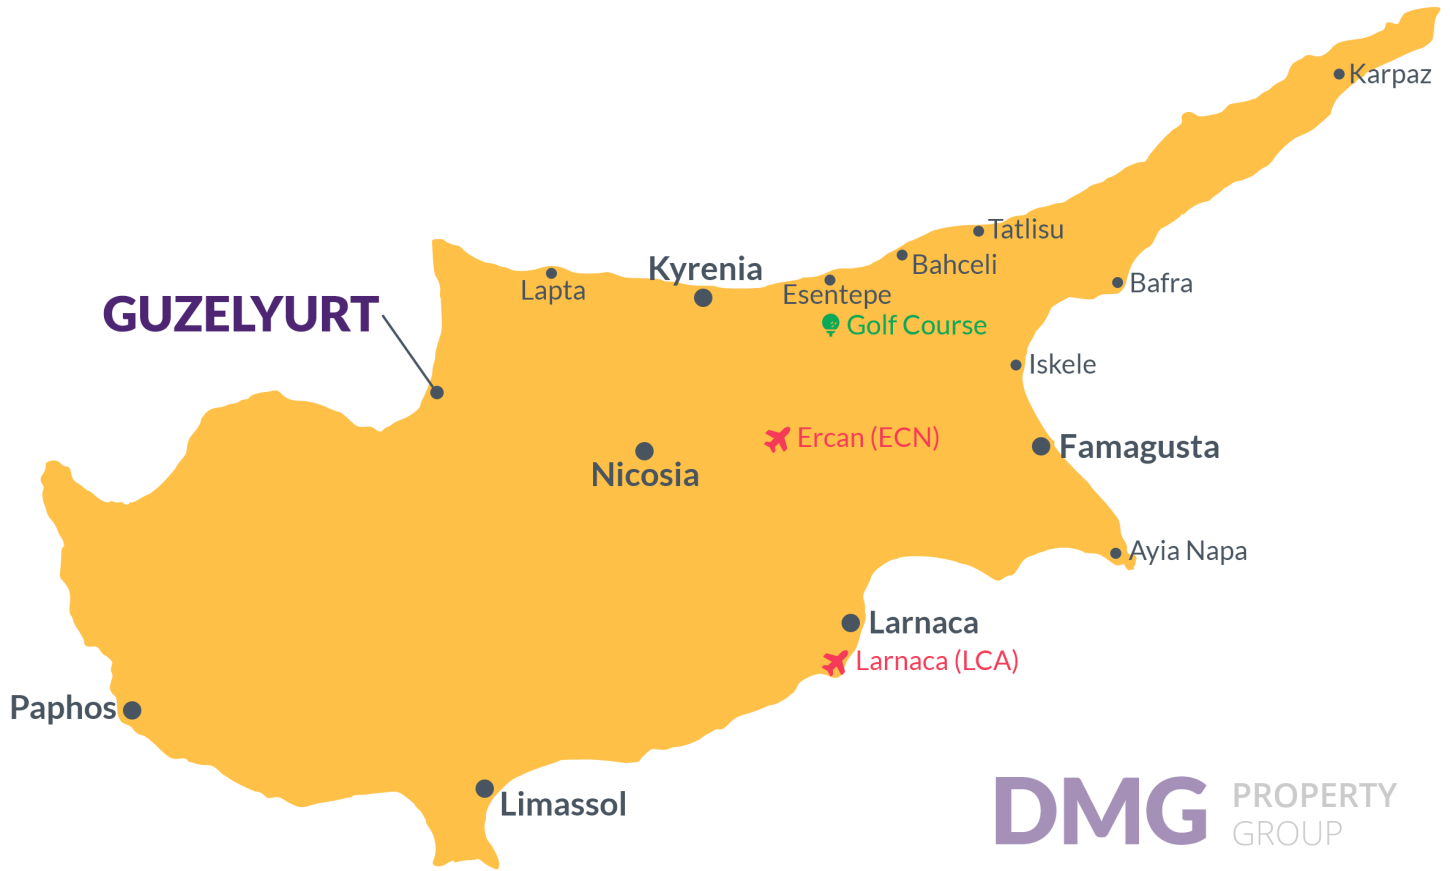 Karpaz
Tatlisu
Kyrenia
Bahceli
Lapta
Esentepe
Bafra
GUZELYURT
Golf Course
Iskele
Ercan (ECN)
Famagusta
Nicosia
Ayia Napa
Larnaca
Larnaca (LCA)
Paphos
Limassol
DMG PROPERTY
GROUP